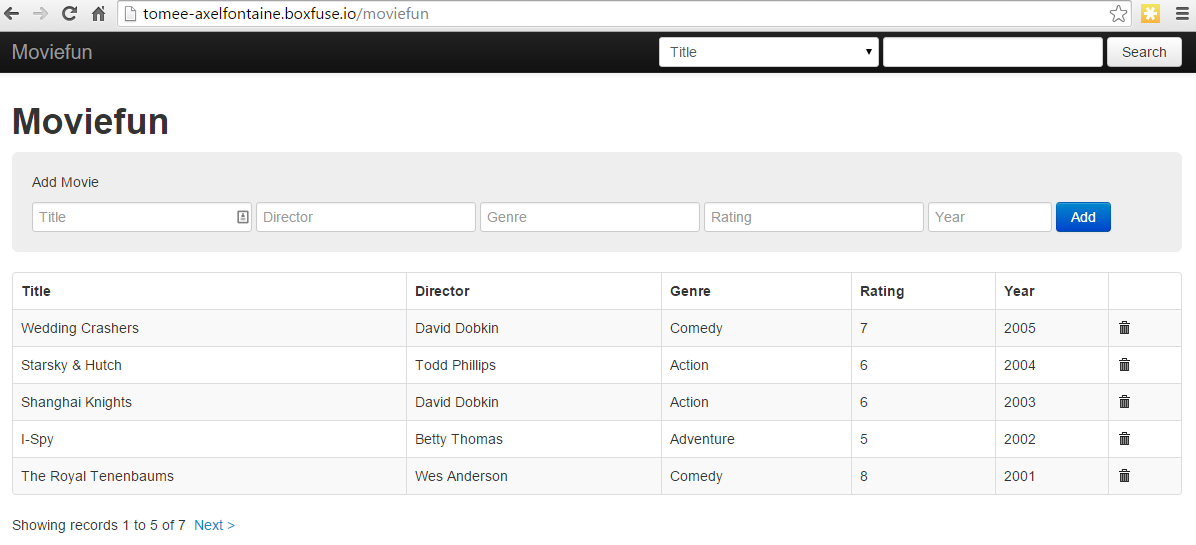 tomee-axelfontaine.boxfuse.io/moviefun
Moviefun Title Search
Moviefun
Add Movie
Title Director Genre Rating Year Add
Title Director Genre Rating Year
Wedding Crashers David Dobkin Comedy 7 2005
Starsky & Hutch Todd Phillips Action 6 2004
Shanghai Knights David Dobkin Action 6 2003
I-Spy Betty Thomas Adventure 5 2002
The Royal Tenenbaums Wes Anderson Comedy 8 2001
Showing records 1 to 5 of 7 Next >